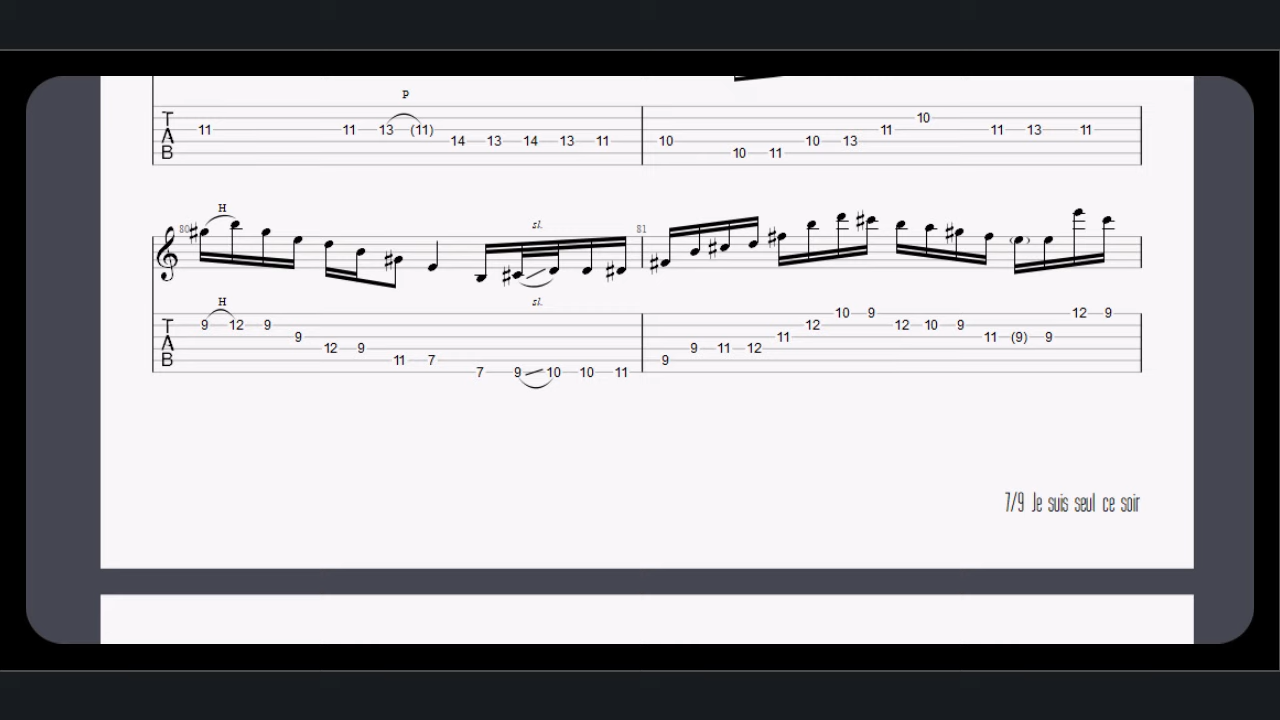 P
T A B 11 11 13 (11) 14 13 14 13 11 10 10 11 10 13 11 10 11 13 11
80 H sl. 81
H sl.
T A B 9 12 9 9 12 9 11 7 7 9 10 10 11 9 9 11 12 11 12 10 9 12 10 9 11 (9) 9 12 9
7/9 Je suis seul ce soir